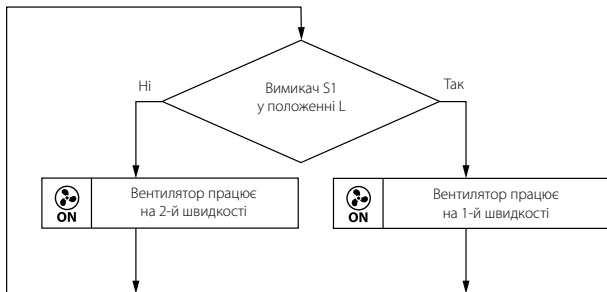 Вимикач S1
у положенні L
Ні
Так
Вентилятор працює
на 2-й швидкості
ON
Вентилятор працює
на 1-й швидкості
ON